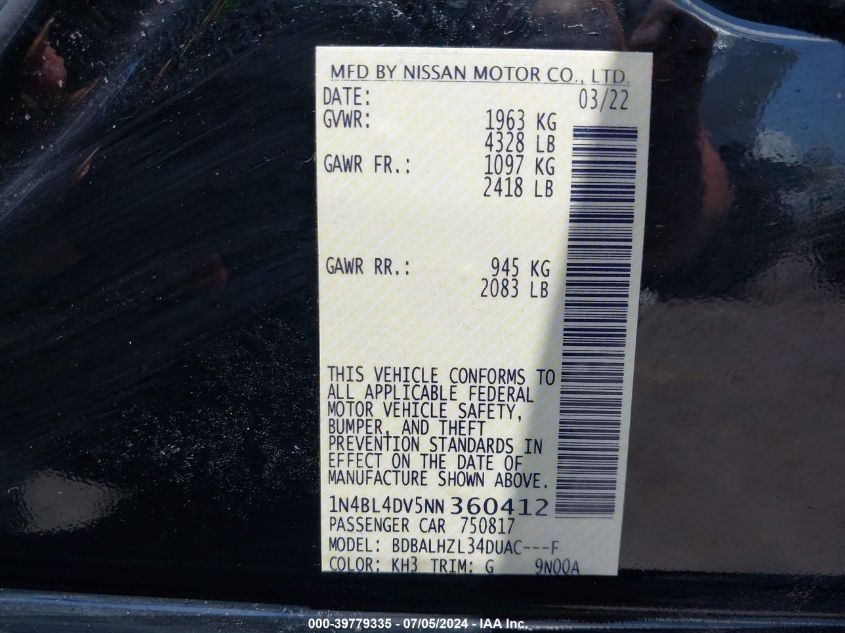 MFD BY NISSAN MOTOR CO., LTD.
DATE: 03/22
GVWR: 1963 KG
4328 LB
GAWR FR.: 1097 KG
2418 LB
GAWR RR.: 945 KG
2083 LB
THIS VEHICLE CONFORMS TO
ALL APPLICABLE FEDERAL
MOTOR VEHICLE SAFETY,
BUMPER, AND THEFT
PREVENTION STANDARDS IN
EFFECT ON THE DATE OF
MANUFACTURE SHOWN ABOVE.
1N4BL4DV5NN360412
PASSENGER CAR 750817
MODEL: BDBALHZL34DUAC---F
COLOR: KH3 TRIM: G 9N00A
000-39779335 - 07/05/2024 - IAA Inc.